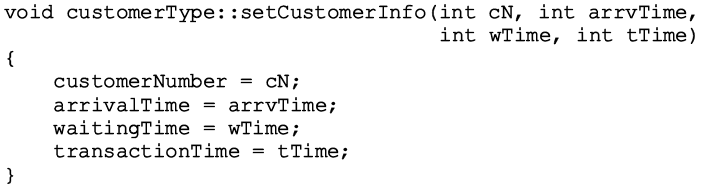 void customerType::setCustomerInfo(int cN, int arrvTime,
                                   int wTime, int tTime)
{
    customerNumber = cN;
    arrivalTime = arrvTime;
    waitingTime = wTime;
    transactionTime = tTime;
}